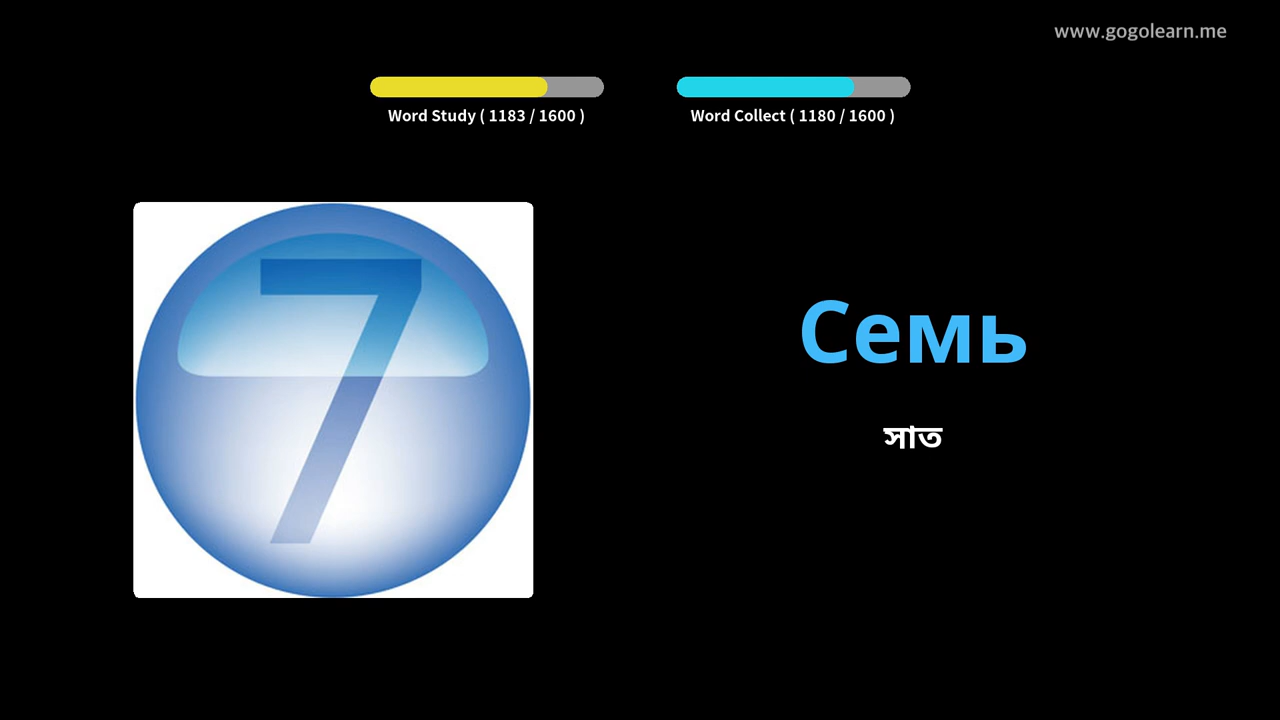 www.gogolearn.me
Word Study ( 1183 / 1600 )
Word Collect ( 1180 / 1600 )
7
Семь
সাত